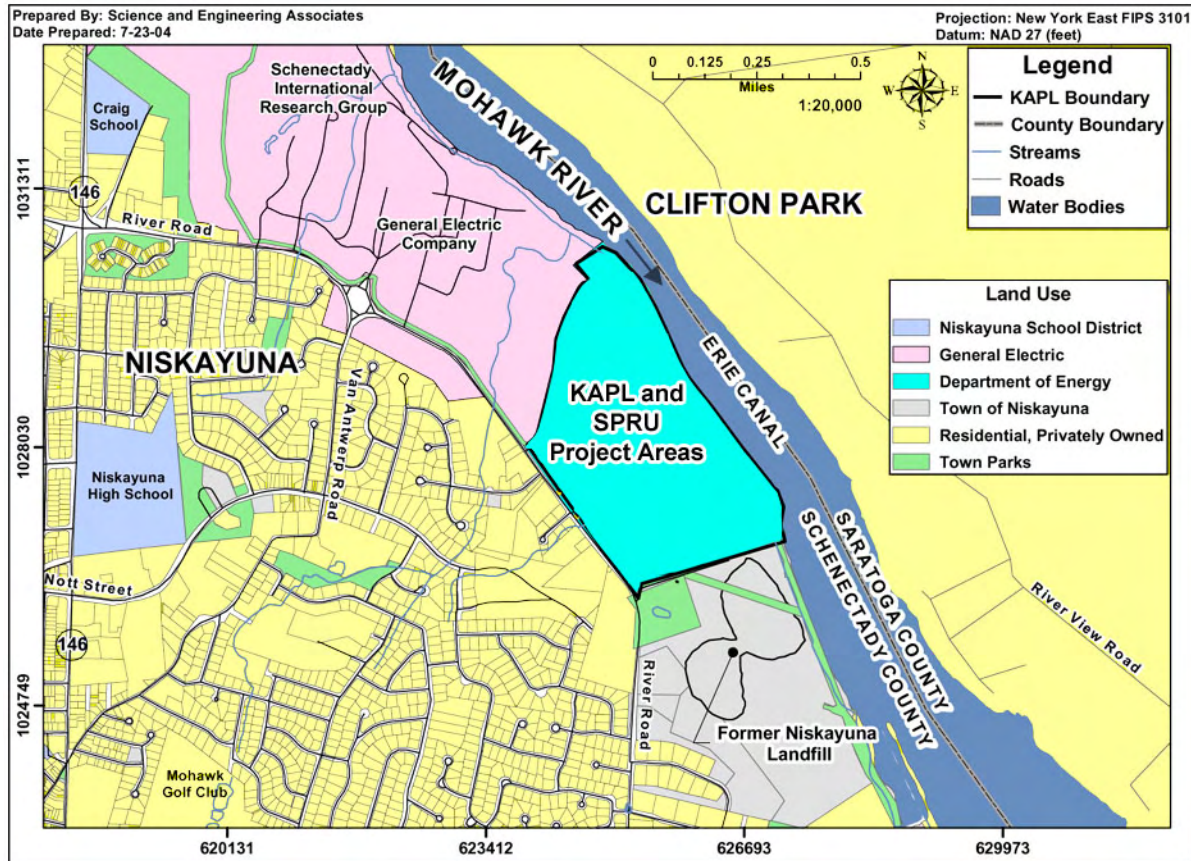 Prepared By: Science and Engineering Associates
Date Prepared: 7-23-04
Projection: New York East FIPS 3101
Datum: NAD 27 (feet)
Schenectady
International
Research Group
Craig
School
MOHAWK RIVER
0 0.125 0.25 0.5
Miles
1:20,000
N
W E
S
Legend
KAPL Boundary
County Boundary
Streams
Roads
Water Bodies
1031311
146
River Road
General Electric
Company
CLIFTON PARK
Land Use
Niskayuna School District
General Electric
Department of Energy
Town of Niskayuna
Residential, Privately Owned
Town Parks
NISKAYUNA
Van Antwerp Road
ERIE CANAL
KAPL and
SPRU
Project Areas
1028030
Niskayuna
High School
Nott Street
146
SARATOGA COUNTY
SCHENECTADY COUNTY
River View Road
River Road
1024749
Former Niskayuna
Landfill
Mohawk
Golf Club
620131
623412
626693
629973